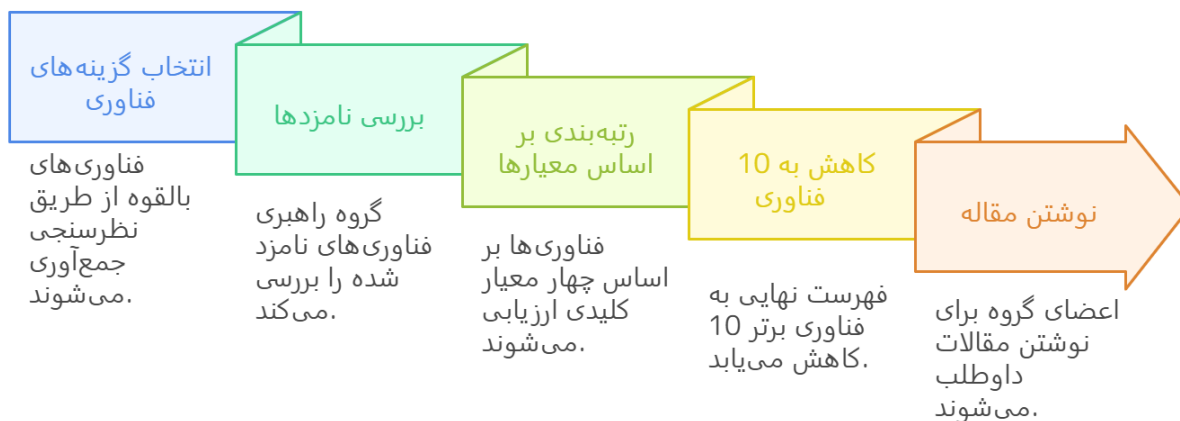 انتخاب گزینه‌های
فناوری
فناوری‌های
بالقوه از طریق
نظرسنجی
جمع‌آوری
می‌شوند.
بررسی نامزدها
گروه راهبری
فناوری‌های نامزد
شده را بررسی
می‌کند.
رتبه‌بندی بر
اساس معیارها
فناوری‌ها بر
اساس چهار معیار
کلیدی ارزیابی
می‌شوند.
کاهش به 10
فناوری
فهرست نهایی به
10 فناوری برتر
کاهش می‌یابد.
نوشتن مقاله
اعضای گروه برای
نوشتن مقالات
داوطلب
می‌شوند.